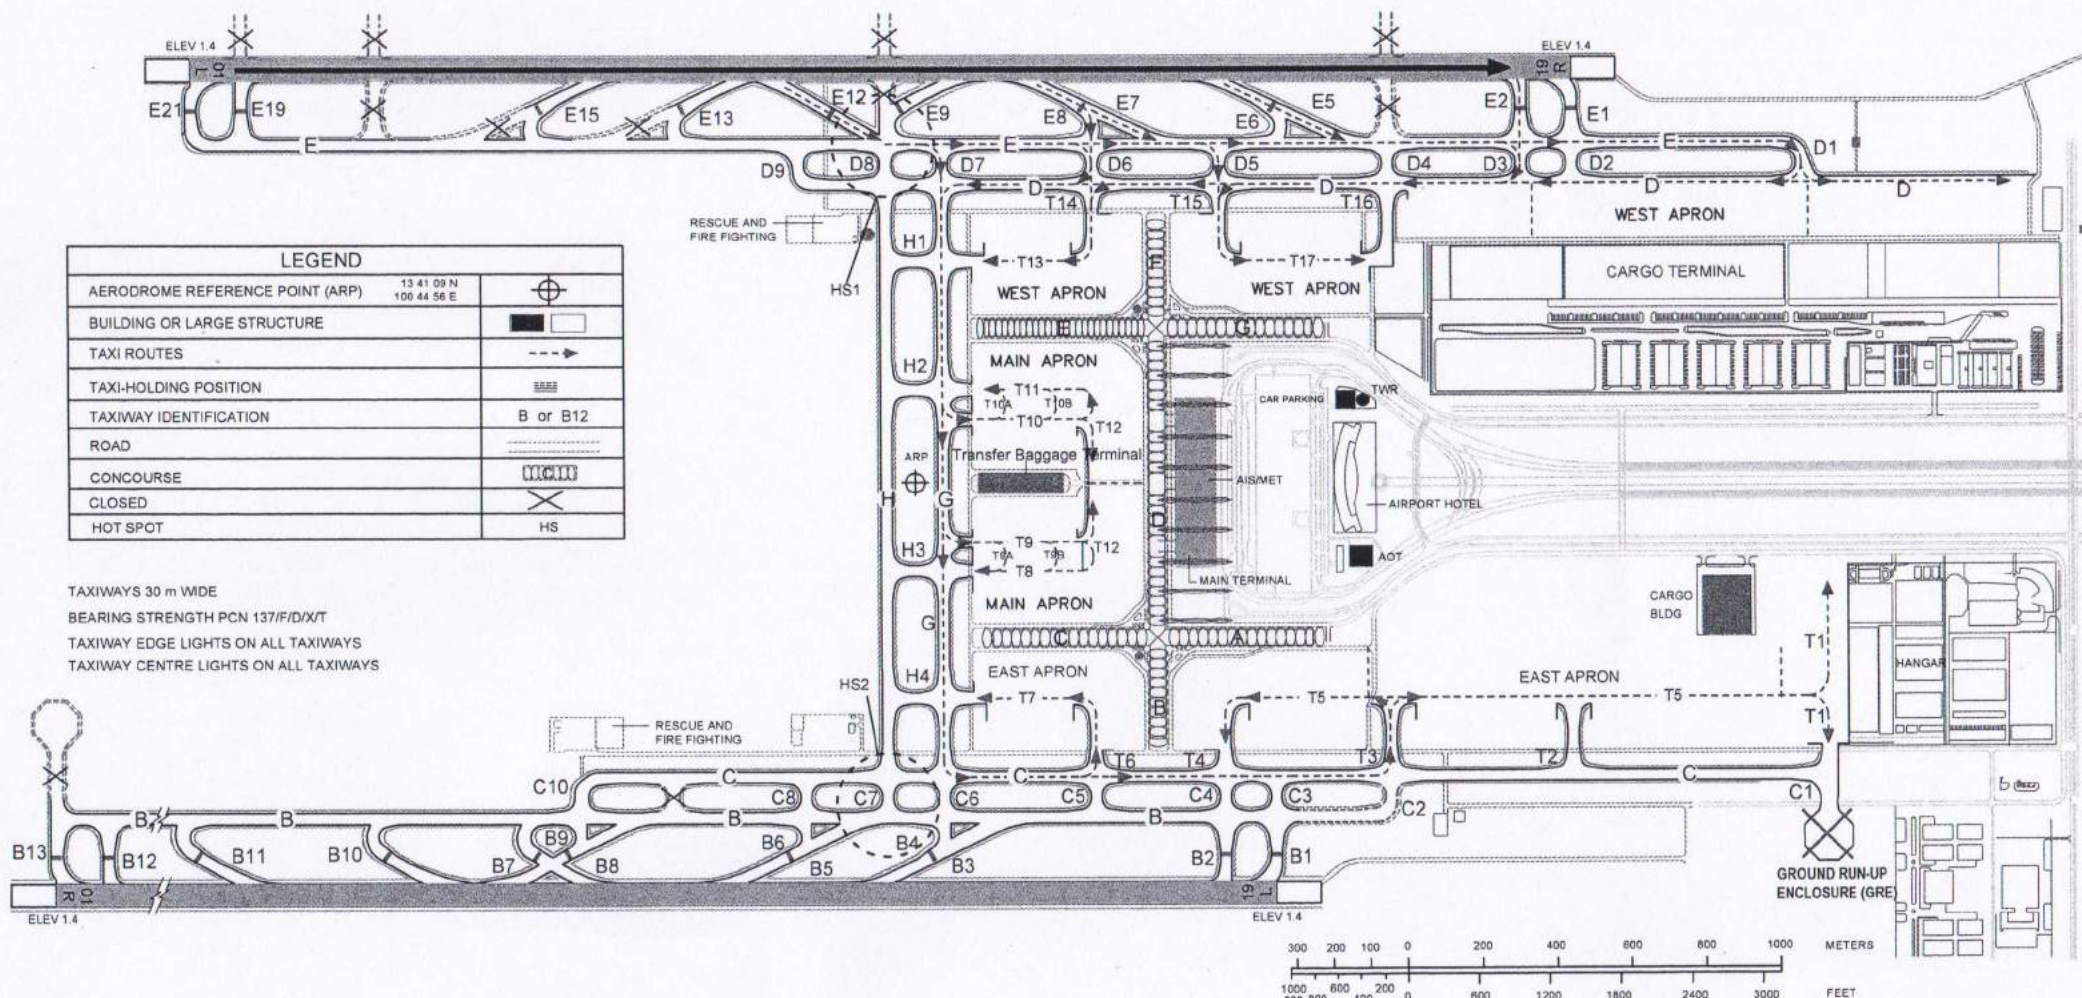 ELEV 1.4
ELEV 1.4
01
L
19
R
E21
E19
E15
E13
E12
E9
E8
E7
E6
E5
E2
E1
E
E
E
D9
D8
D7
D6
D5
D4
D3
D2
D1
D
D
D
D
T14
T15
T16
RESCUE AND
FIRE FIGHTING
WEST APRON
H1
T13
F
T17
HS1
WEST APRON
WEST APRON
CARGO TERMINAL
LEGEND
AERODROME REFERENCE POINT (ARP)
13 41 09 N
100 44 56 E
BUILDING OR LARGE STRUCTURE
TAXI ROUTES
TAXI-HOLDING POSITION
TAXIWAY IDENTIFICATION
B or B12
ROAD
CONCOURSE
C
CLOSED
HOT SPOT
HS
E
G
MAIN APRON
H2
T11
T10A
T10B
T10
T12
CAR PARKING
TWR
ARP
Transfer Baggage Terminal
AIS/MET
H
G
D
AIRPORT HOTEL
H3
T9
T9A
T9B
T12
T8
AOT
MAIN TERMINAL
MAIN APRON
CARGO
BLDG
TAXIWAYS 30 m WIDE
BEARING STRENGTH PCN 137/F/D/X/T
TAXIWAY EDGE LIGHTS ON ALL TAXIWAYS
TAXIWAY CENTRE LIGHTS ON ALL TAXIWAYS
G
C
A
T1
HANGAR
H4
EAST APRON
EAST APRON
HS2
T7
B
T5
T5
T1
RESCUE AND
FIRE FIGHTING
T6
T4
T3
T2
C10
C
C
C
C8
C7
C6
C5
C4
C3
C2
C1
B
B
B
B
B13
B12
B11
B10
B7
B9
B8
B6
B5
B4
B3
B2
B1
01
R
19
L
ELEV 1.4
ELEV 1.4
GROUND RUN-UP
ENCLOSURE (GRE)
300 200 100 0 200 400 600 800 1000 METERS
1000 600 200 0 600 1200 1800 2400 3000 FEET